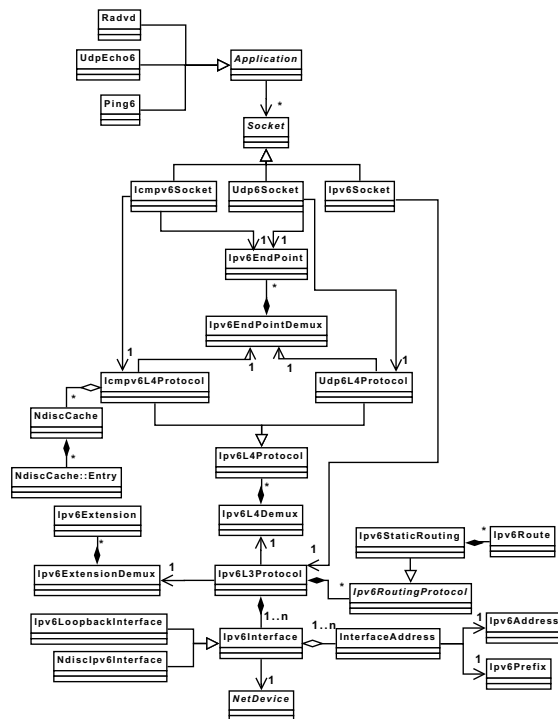 Radvd
UdpEcho6
Application
Ping6
*
Socket
Icmpv6Socket
Udp6Socket
Ipv6Socket
1
1
Ipv6EndPoint
*
Ipv6EndPointDemux
1
1
1
1
Icmpv6L4Protocol
Udp6L4Protocol
*
NdiscCache
*
NdiscCache::Entry
Ipv6L4Protocol
*
Ipv6Extension
Ipv6L4Demux
*
1
1
Ipv6StaticRouting
*
Ipv6Route
Ipv6ExtensionDemux
1
Ipv6L3Protocol
*
Ipv6RoutingProtocol
Ipv6LoopbackInterface
1..n
Ipv6Interface
1..n
InterfaceAddress
1
Ipv6Address
NdiscIpv6Interface
1
Ipv6Prefix
1
NetDevice